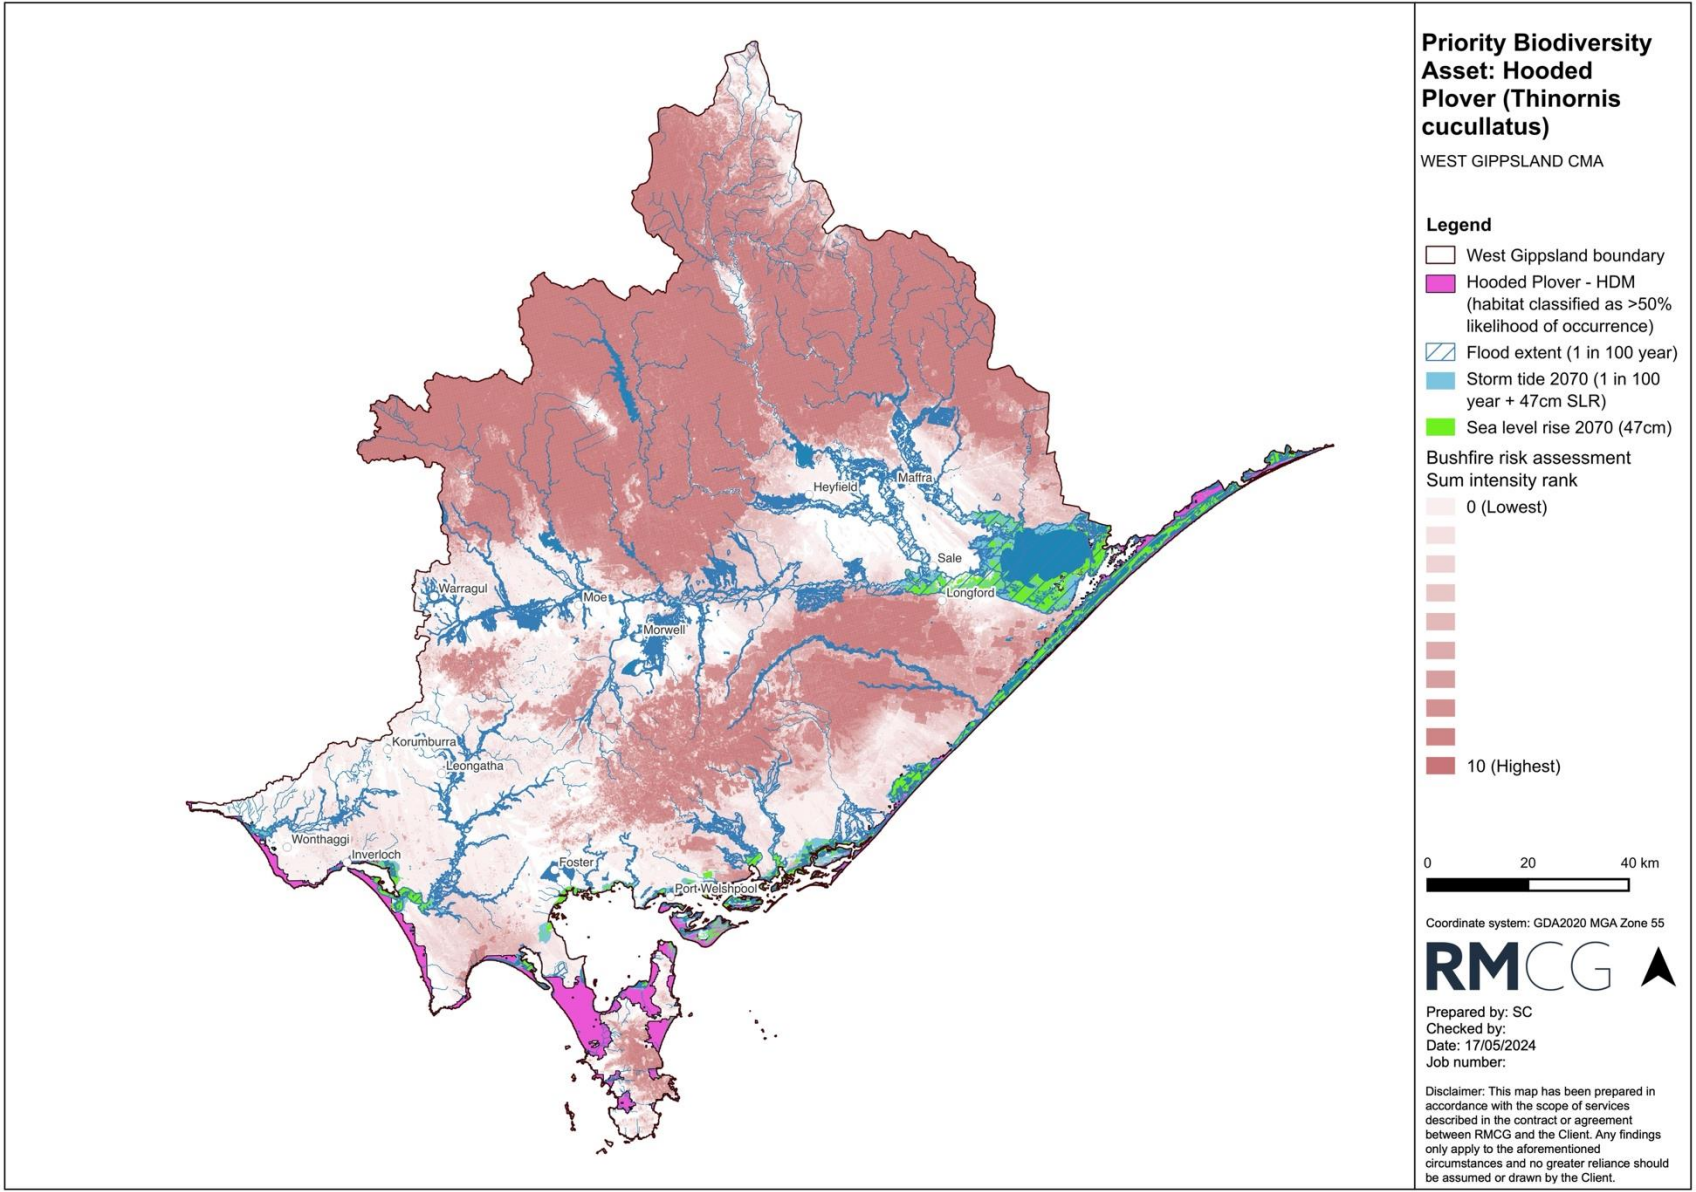 Priority Biodiversity
Asset: Hooded
Plover (Thinornis
cucullatus)
WEST GIPPSLAND CMA
Legend
West Gippsland boundary
Hooded Plover - HDM
(habitat classified as >50%
likelihood of occurrence)
Flood extent (1 in 100 year)
Storm tide 2070 (1 in 100
year + 47cm SLR)
Sea level rise 2070 (47cm)
Bushfire risk assessment
Sum intensity rank
0 (Lowest)
10 (Highest)
0 20 40 km
Coordinate system: GDA2020 MGA Zone 55
RMCG
Prepared by: SC
Checked by:
Date: 17/05/2024
Job number:
Disclaimer: This map has been prepared in
accordance with the scope of services
described in the contract or agreement
between RMCG and the Client. Any findings
only apply to the aforementioned
circumstances and no greater reliance should
be assumed or drawn by the Client.
Maffra
Heyfield
Sale
Longford
Warragul
Moe
Morwell
Korumburra
Leongatha
Wonthaggi
Inverloch
Foster
Port Welshpool